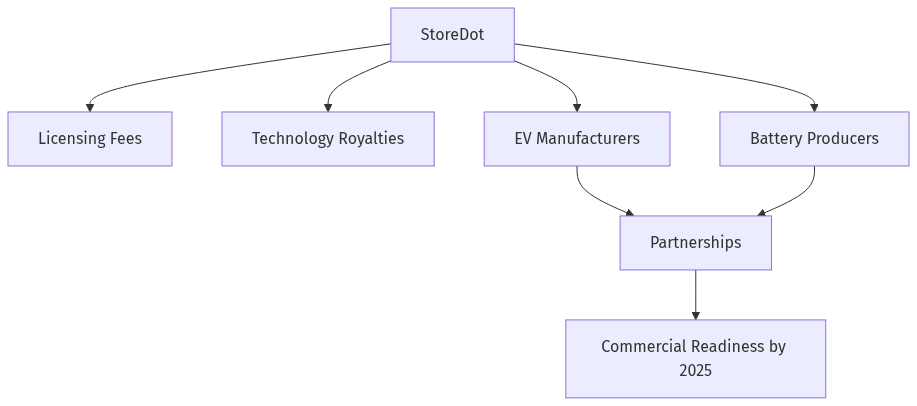 StoreDot
Licensing Fees
Technology Royalties
EV Manufacturers
Battery Producers
Partnerships
Commercial Readiness by
2025